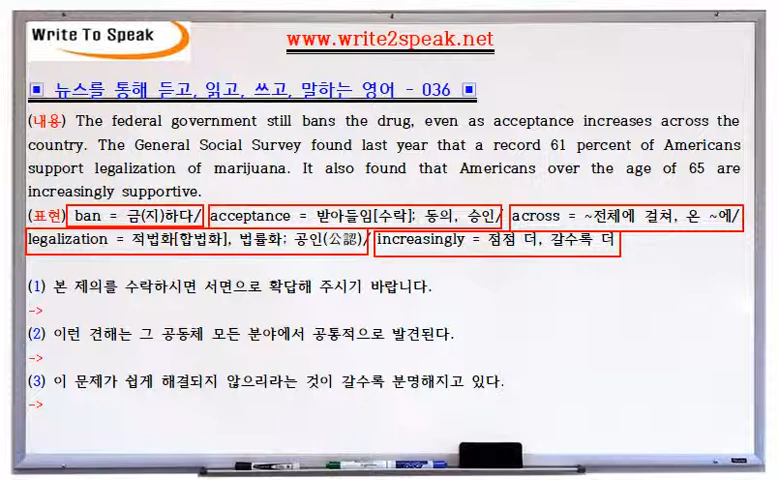 Write To Speak
www.write2speak.net
▣ 뉴스를 통해 듣고, 읽고, 쓰고, 말하는 영어 - 036 ▣
(내용) The federal government still bans the drug, even as acceptance increases across the
country. The General Social Survey found last year that a record 61 percent of Americans
support legalization of marijuana. It also found that Americans over the age of 65 are
increasingly supportive.
(표현) ban = 금(지)하다/ acceptance = 받아들임[수락]; 동의, 승인/ across = ~전체에 걸쳐, 온 ~에/
legalization = 적법화[합법화], 법률화; 공인(公認)/ increasingly = 점점 더, 갈수록 더
(1) 본 제의를 수락하시면 서면으로 확답해 주시기 바랍니다.
->
(2) 이런 견해는 그 공동체 모든 분야에서 공통적으로 발견된다.
->
(3) 이 문제가 쉽게 해결되지 않으리라는 것이 갈수록 분명해지고 있다.
->